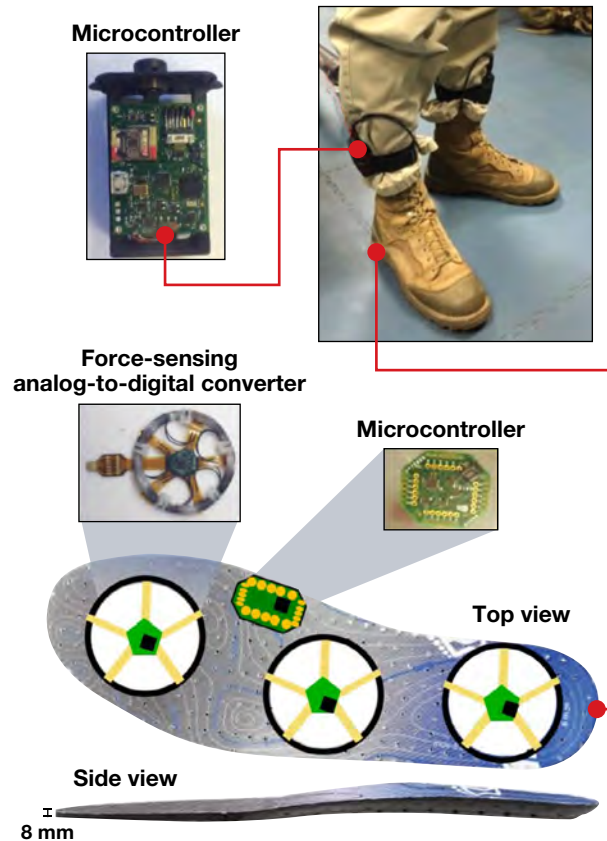 Microcontroller
Force-sensing
analog-to-digital converter
Microcontroller
Top view
Side view
8 mm